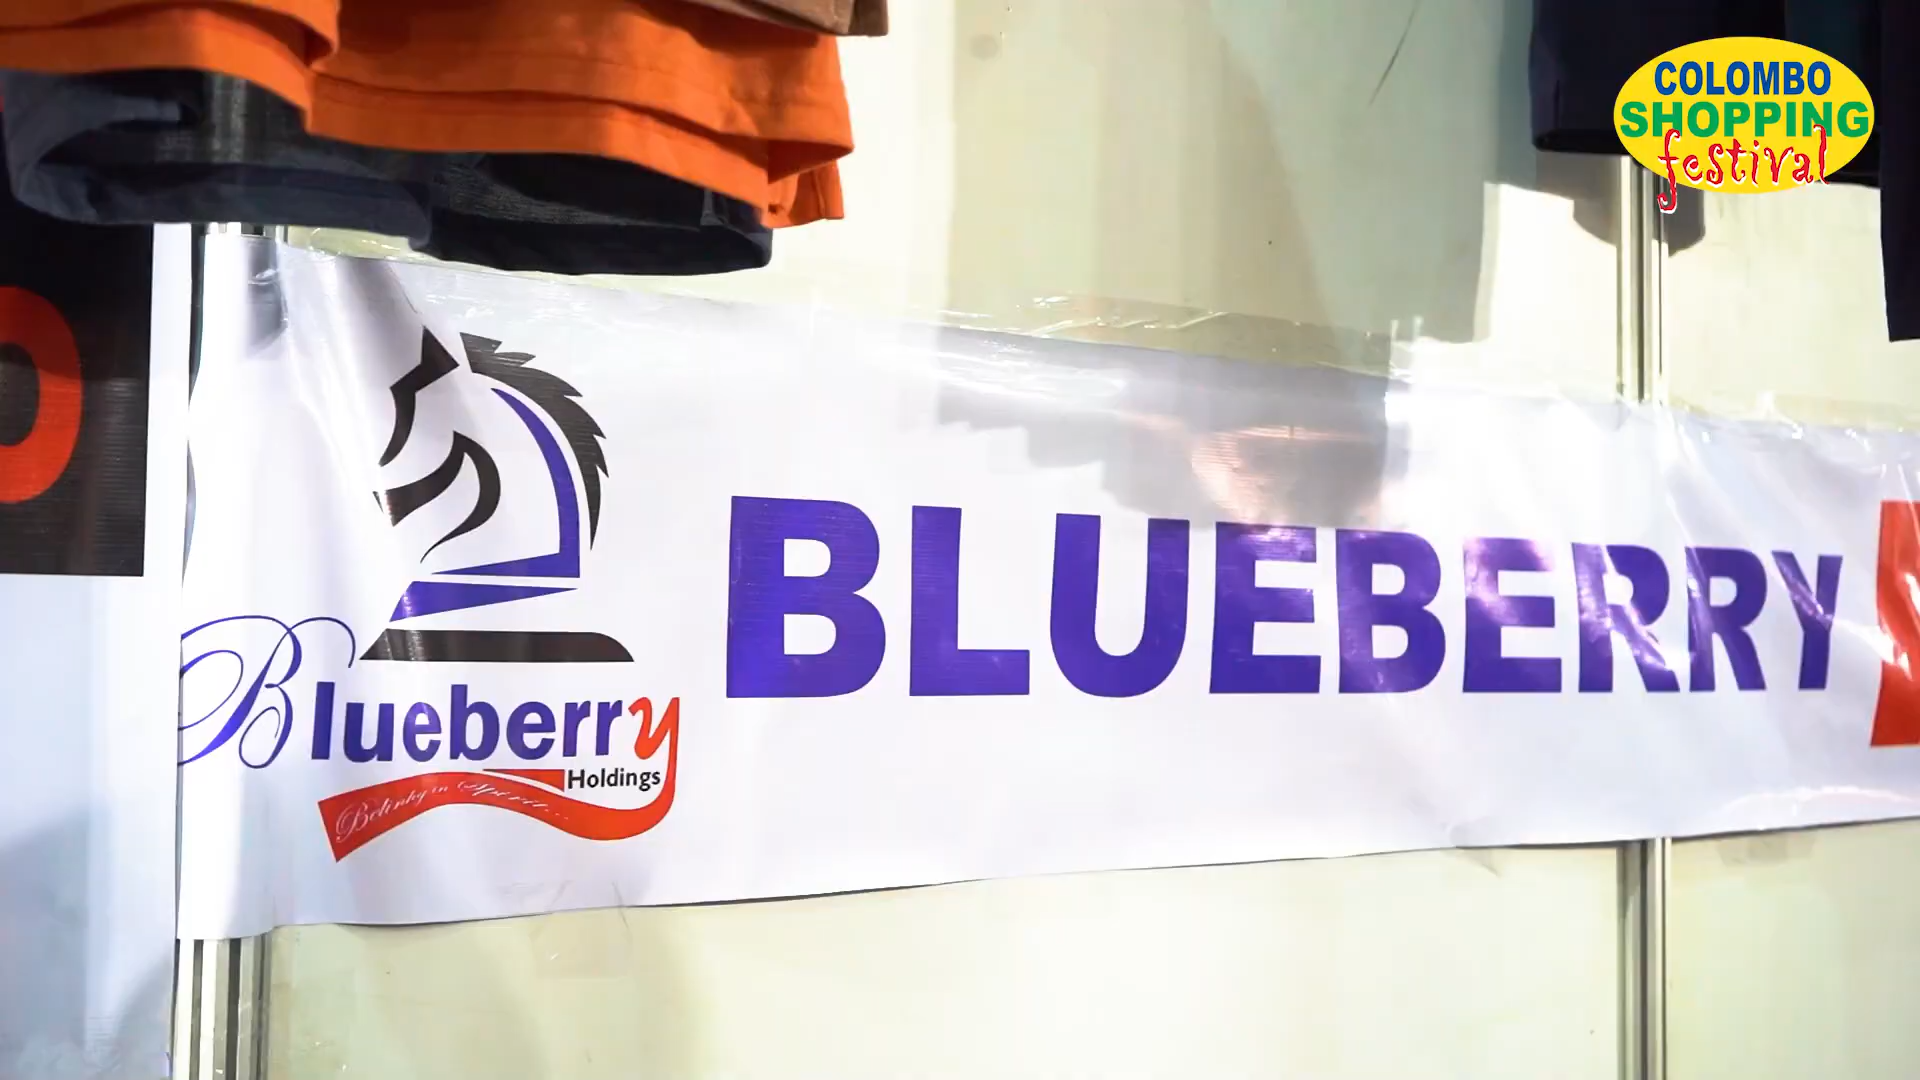 COLOMBO
SHOPPING
festival
BLUEBERRY
Blueberry
Holdings